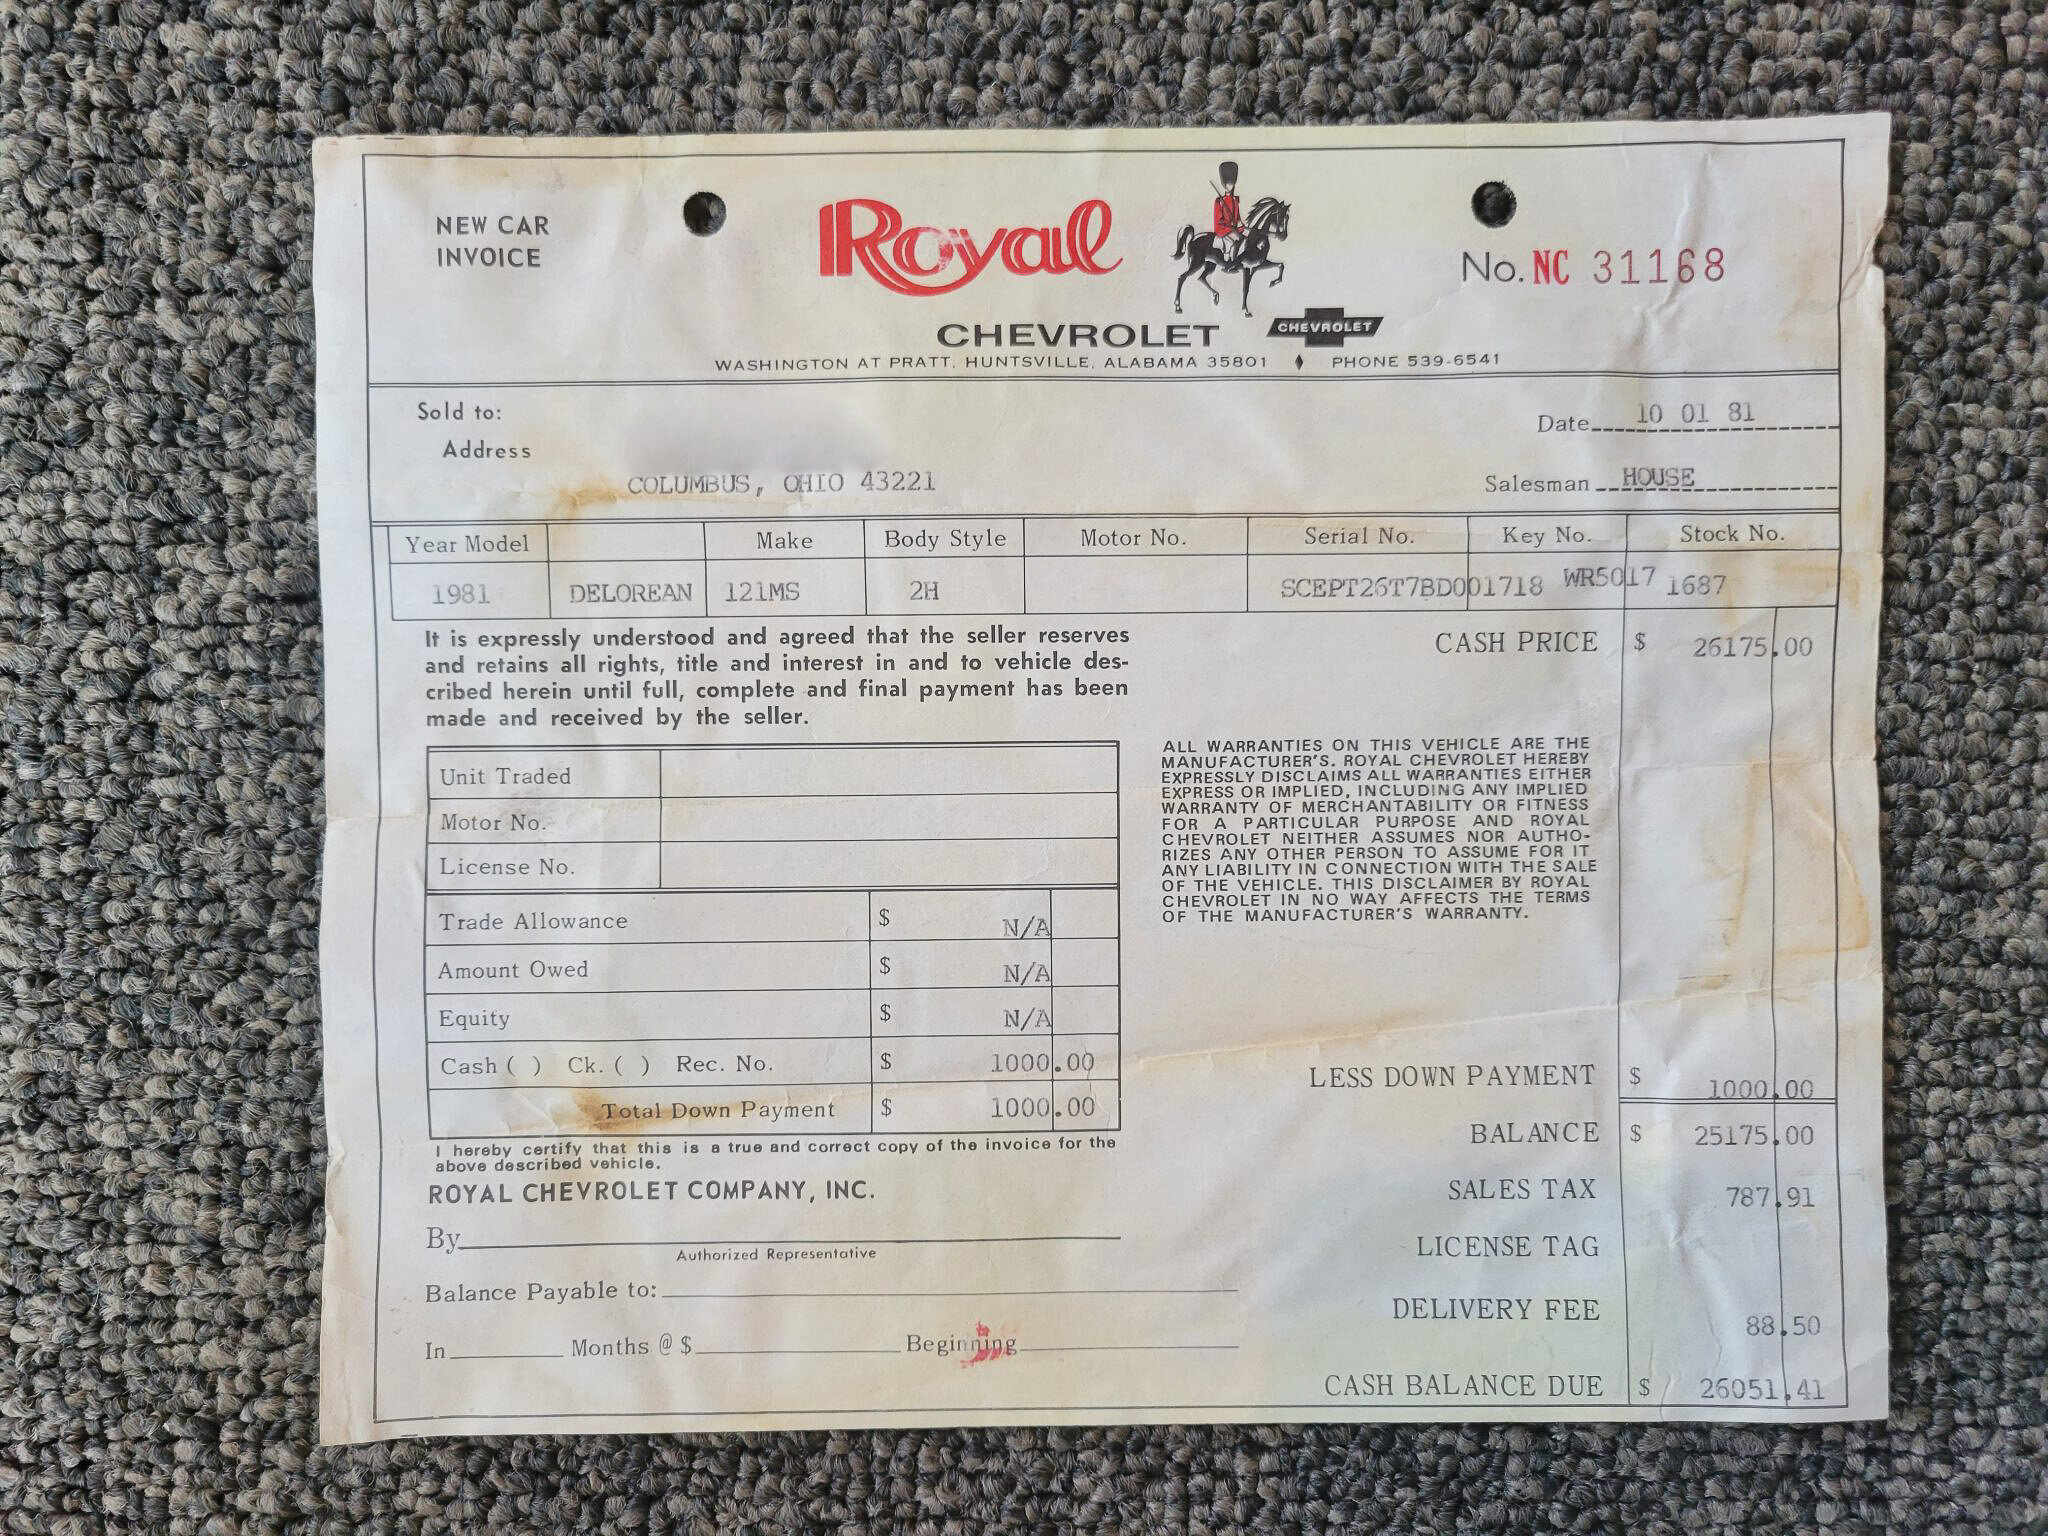 NEW CAR
INVOICE
Royal
No. NC 31168
CHEVROLET CHEVROLET
WASHINGTON AT PRATT, HUNTSVILLE, ALABAMA 35801 ♦ PHONE 539-6541
Sold to:
Date 10 01 81
Address
COLUMBUS, OHIO 43221
Salesman HOUSE
Year Model Make Body Style Motor No. Serial No. Key No. Stock No.
1981 DELOREAN 121MS 2H SCEPT26T7BD001718 WR5017 1687
It is expressly understood and agreed that the seller reserves
and retains all rights, title and interest in and to vehicle des-
cribed herein until full, complete and final payment has been
made and received by the seller.
CASH PRICE $ 26175.00
Unit Traded
Motor No.
License No.
Trade Allowance $ N/A
Amount Owed $ N/A
Equity $ N/A
Cash ( ) Ck. ( ) Rec. No. $ 1000.00
Total Down Payment $ 1000.00
ALL WARRANTIES ON THIS VEHICLE ARE THE
MANUFACTURER'S. ROYAL CHEVROLET HEREBY
EXPRESSLY DISCLAIMS ALL WARRANTIES EITHER
EXPRESS OR IMPLIED, INCLUDING ANY IMPLIED
WARRANTY OF MERCHANTABILITY OR FITNESS
FOR A PARTICULAR PURPOSE AND ROYAL
CHEVROLET NEITHER ASSUMES NOR AUTHO-
RIZES ANY OTHER PERSON TO ASSUME FOR IT
ANY LIABILITY IN CONNECTION WITH THE SALE
OF THE VEHICLE. THIS DISCLAIMER BY ROYAL
CHEVROLET IN NO WAY AFFECTS THE TERMS
OF THE MANUFACTURER'S WARRANTY.
LESS DOWN PAYMENT $ 1000.00
BALANCE $ 25175.00
SALES TAX 787.91
LICENSE TAG
DELIVERY FEE 88.50
CASH BALANCE DUE $ 26051.41
I hereby certify that this is a true and correct copy of the invoice for the
above described vehicle.
ROYAL CHEVROLET COMPANY, INC.
By
Authorized Representative
Balance Payable to:
In Months @ $ Beginning